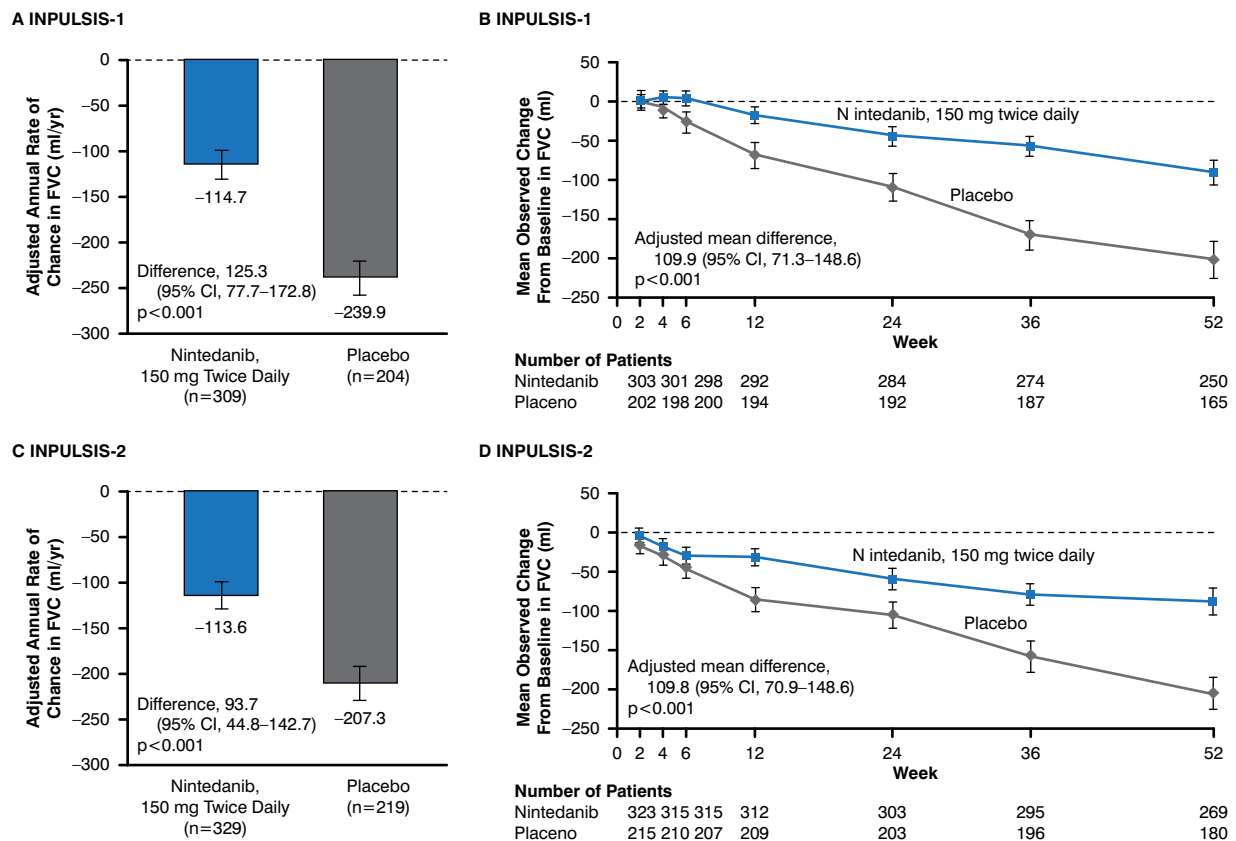 A INPULSIS-1
Adjusted Annual Rate of
Chance in FVC (ml/yr)
0
–50
–100
–150
–200
–250
–300
–114.7
–239.9
Difference, 125.3
(95% CI, 77.7–172.8)
p<0.001
Nintedanib,
150 mg Twice Daily
(n=309)
Placebo
(n=204)
B INPULSIS-1
Mean Observed Change
From Baseline in FVC (ml)
50
0
–50
–100
–150
–200
–250
N intedanib, 150 mg twice daily
Placebo
Adjusted mean difference,
109.9 (95% CI, 71.3–148.6)
p<0.001
0 2 4 6 12 24 36 52
Week
Number of Patients
Nintedanib 303 301 298 292 284 274 250
Placeno 202 198 200 194 192 187 165
C INPULSIS-2
Adjusted Annual Rate of
Chance in FVC (ml/yr)
0
–50
–100
–150
–200
–250
–300
–113.6
–207.3
Difference, 93.7
(95% CI, 44.8–142.7)
p<0.001
Nintedanib,
150 mg Twice Daily
(n=329)
Placebo
(n=219)
D INPULSIS-2
Mean Observed Change
From Baseline in FVC (ml)
50
0
–50
–100
–150
–200
–250
N intedanib, 150 mg twice daily
Placebo
Adjusted mean difference,
109.8 (95% CI, 70.9–148.6)
p<0.001
0 2 4 6 12 24 36 52
Week
Number of Patients
Nintedanib 323 315 315 312 303 295 269
Placeno 215 210 207 209 203 196 180